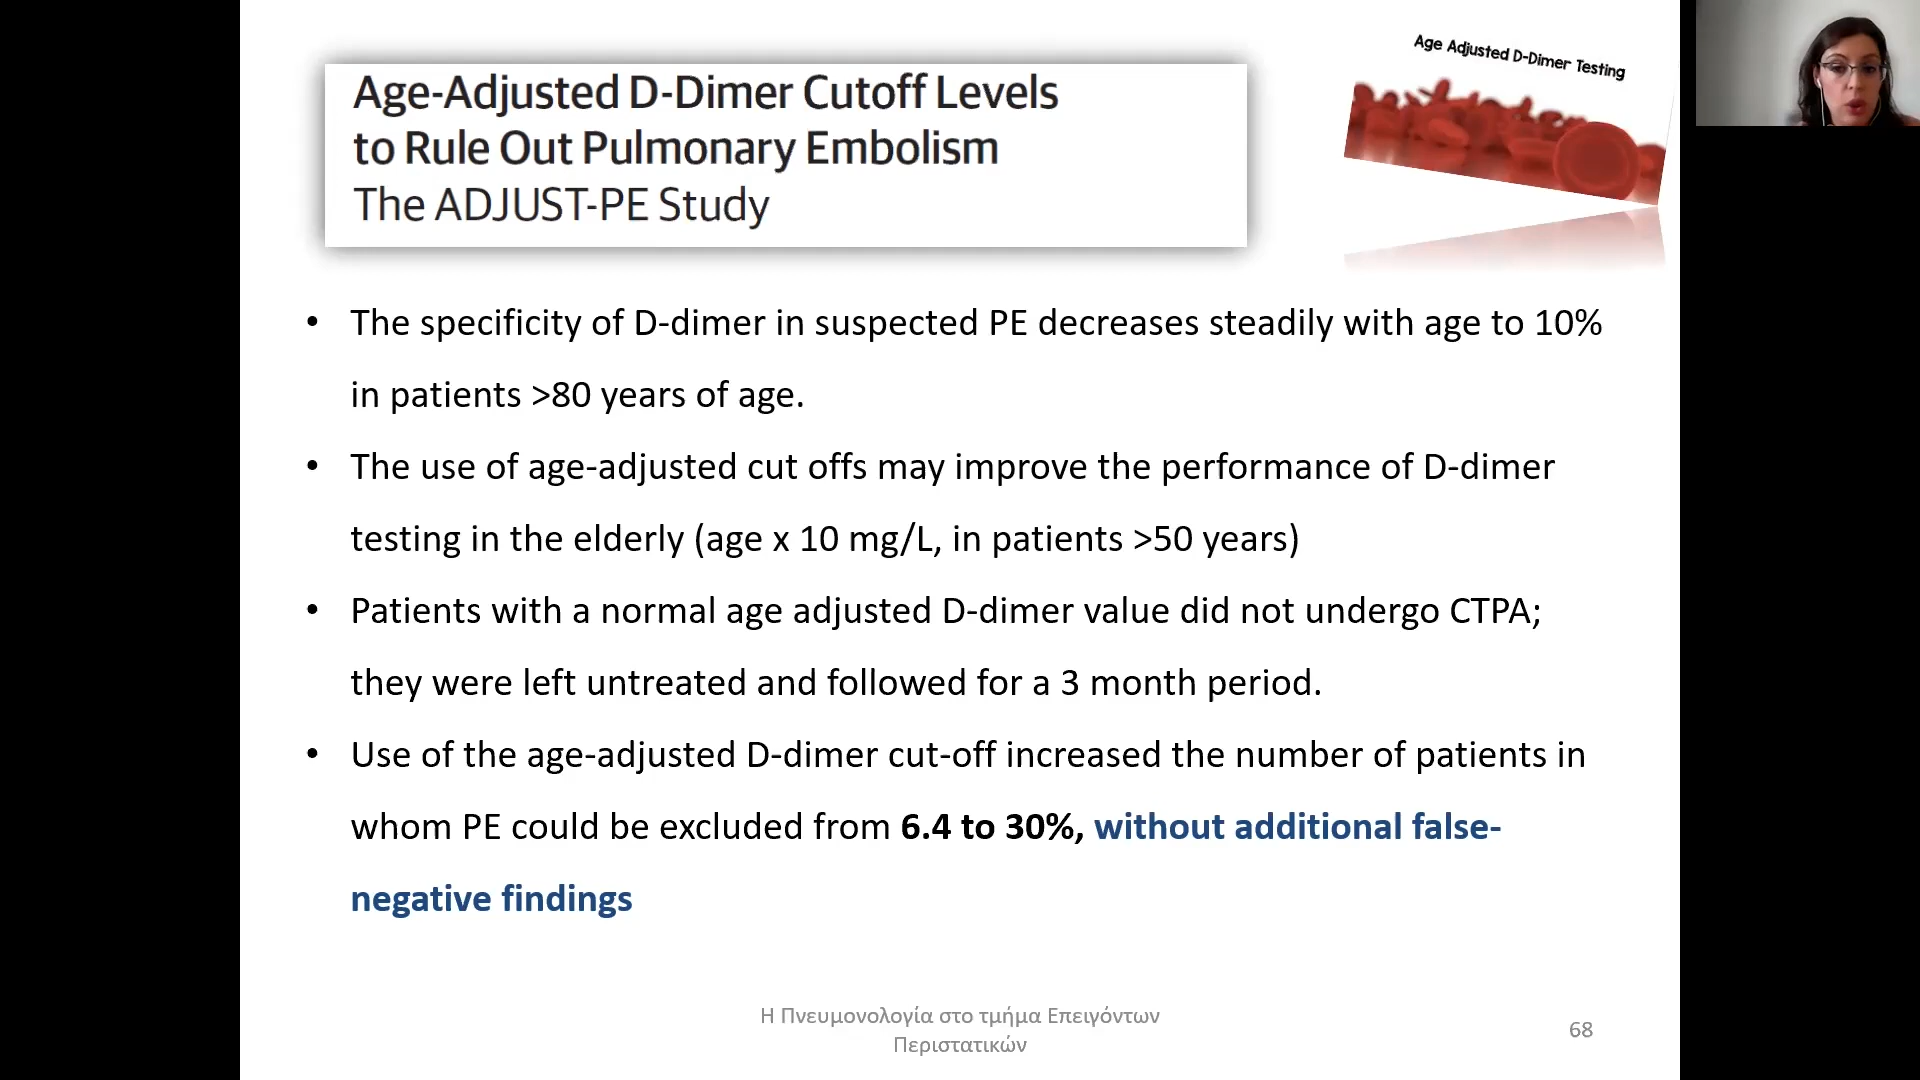 Age-Adjusted D-Dimer Cutoff Levels
to Rule Out Pulmonary Embolism
The ADJUST-PE Study
Age Adjusted D-Dimer Testing
• The specificity of D-dimer in suspected PE decreases steadily with age to 10%
in patients >80 years of age.
• The use of age-adjusted cut offs may improve the performance of D-dimer
testing in the elderly (age x 10 mg/L, in patients >50 years)
• Patients with a normal age adjusted D-dimer value did not undergo CTPA;
they were left untreated and followed for a 3 month period.
• Use of the age-adjusted D-dimer cut-off increased the number of patients in
whom PE could be excluded from 6.4 to 30%, without additional false-
negative findings
Η Πνευμονολογία στο τμήμα Επειγόντων
Περιστατικών
68